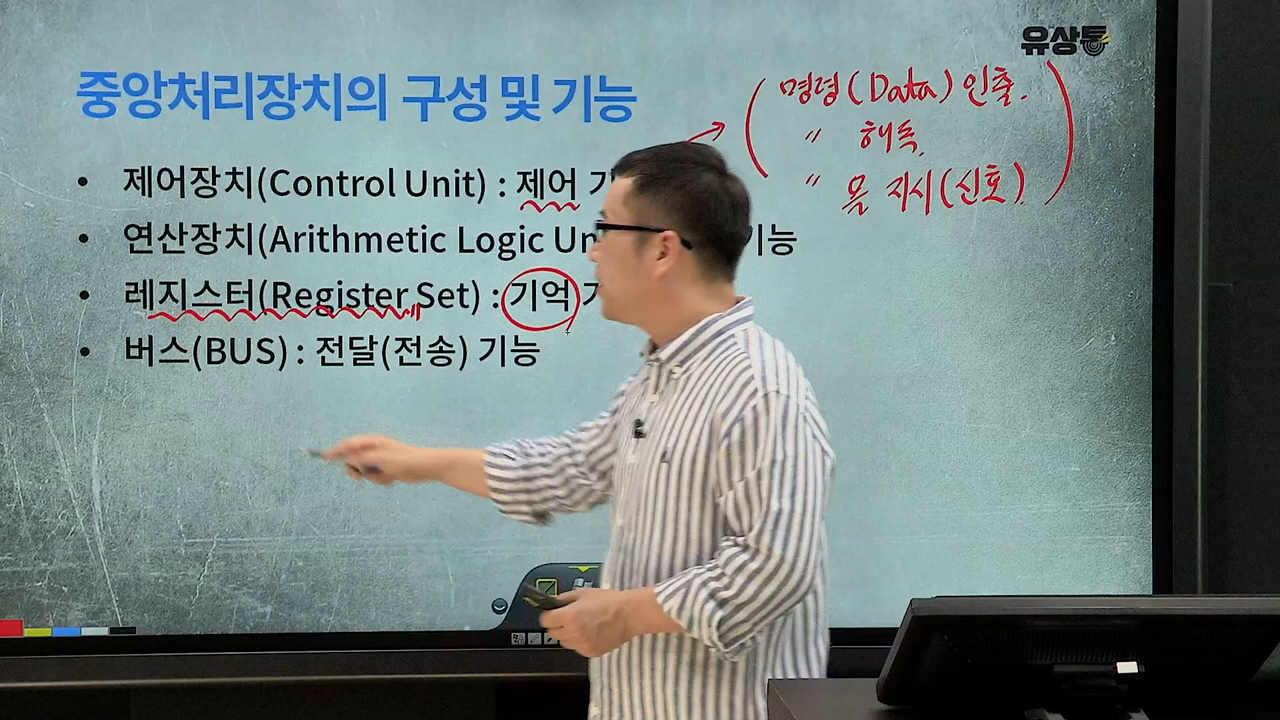 유상통
중앙처리장치의 구성 및 기능
명령(Data) 인출.
〃 해독.
〃 및 지시(신호)
• 제어장치(Control Unit) : 제어
• 연산장치(Arithmetic Logic Un 기능
• 레지스터(Register Set) : 기억
• 버스(BUS) : 전달(전송) 기능